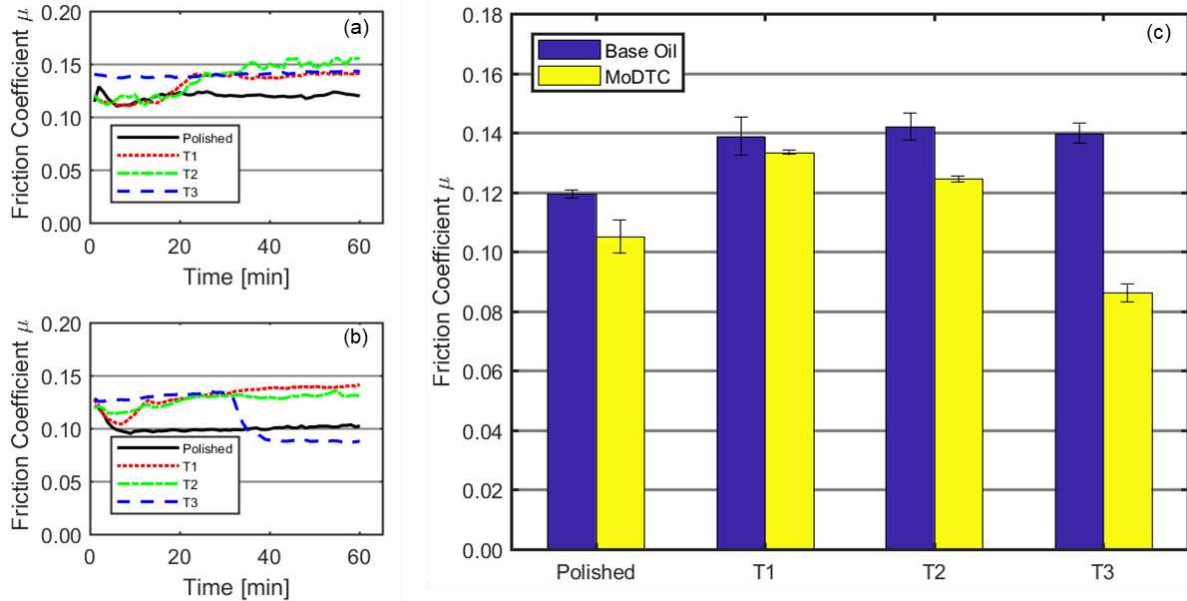 (a)
Friction Coefficient μ
0.20
0.15
0.10
0.05
0.00
Polished
T1
T2
T3
0 20 40 60
Time [min]
(b)
Friction Coefficient μ
0.20
0.15
0.10
0.05
0.00
Polished
T1
T2
T3
0 20 40 60
Time [min]
(c)
Friction Coefficient μ
0.18
0.16
0.14
0.12
0.10
0.08
0.06
0.04
0.02
0.00
Base Oil
MoDTC
Polished T1 T2 T3